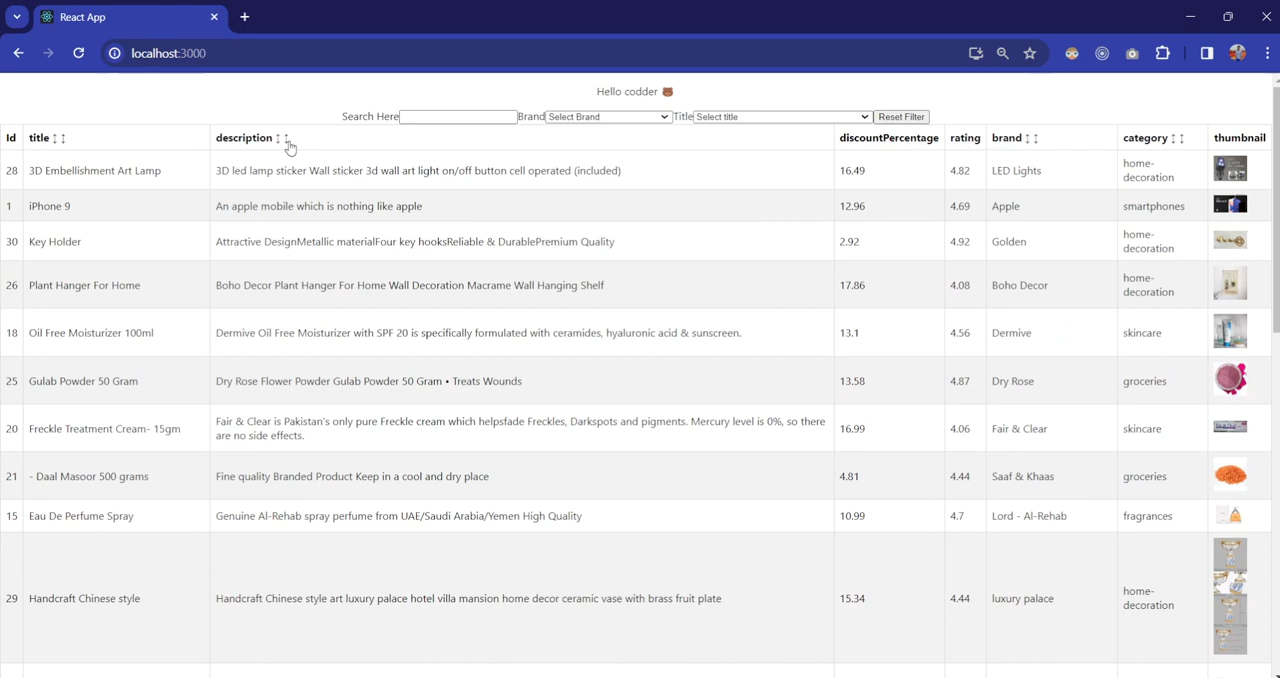 React App
localhost:3000
Hello codder 🐻
Search Here Brand Select Brand Title Select title Reset Filter
Id title ↕ ↕ description ↕ ↕ discountPercentage rating brand ↕ ↕ category ↕ ↕ thumbnail
28 3D Embellishment Art Lamp 3D led lamp sticker Wall sticker 3d wall art light on/off button cell operated (included) 16.49 4.82 LED Lights home-
decoration
1 iPhone 9 An apple mobile which is nothing like apple 12.96 4.69 Apple smartphones
30 Key Holder Attractive DesignMetallic materialFour key hooksReliable & DurablePremium Quality 2.92 4.92 Golden home-
decoration
26 Plant Hanger For Home Boho Decor Plant Hanger For Home Wall Decoration Macrame Wall Hanging Shelf 17.86 4.08 Boho Decor home-
decoration
18 Oil Free Moisturizer 100ml Dermive Oil Free Moisturizer with SPF 20 is specifically formulated with ceramides, hyaluronic acid & sunscreen. 13.1 4.56 Dermive skincare
25 Gulab Powder 50 Gram Dry Rose Flower Powder Gulab Powder 50 Gram • Treats Wounds 13.58 4.87 Dry Rose groceries
20 Freckle Treatment Cream- 15gm Fair & Clear is Pakistan's only pure Freckle cream which helpsfade Freckles, Darkspots and pigments. Mercury level is 0%, so there 16.99 4.06 Fair & Clear skincare
are no side effects.
21 - Daal Masoor 500 grams Fine quality Branded Product Keep in a cool and dry place 4.81 4.44 Saaf & Khaas groceries
15 Eau De Perfume Spray Genuine Al-Rehab spray perfume from UAE/Saudi Arabia/Yemen High Quality 10.99 4.7 Lord - Al-Rehab fragrances
29 Handcraft Chinese style Handcraft Chinese style art luxury palace hotel villa mansion home decor ceramic vase with brass fruit plate 15.34 4.44 luxury palace home-
decoration